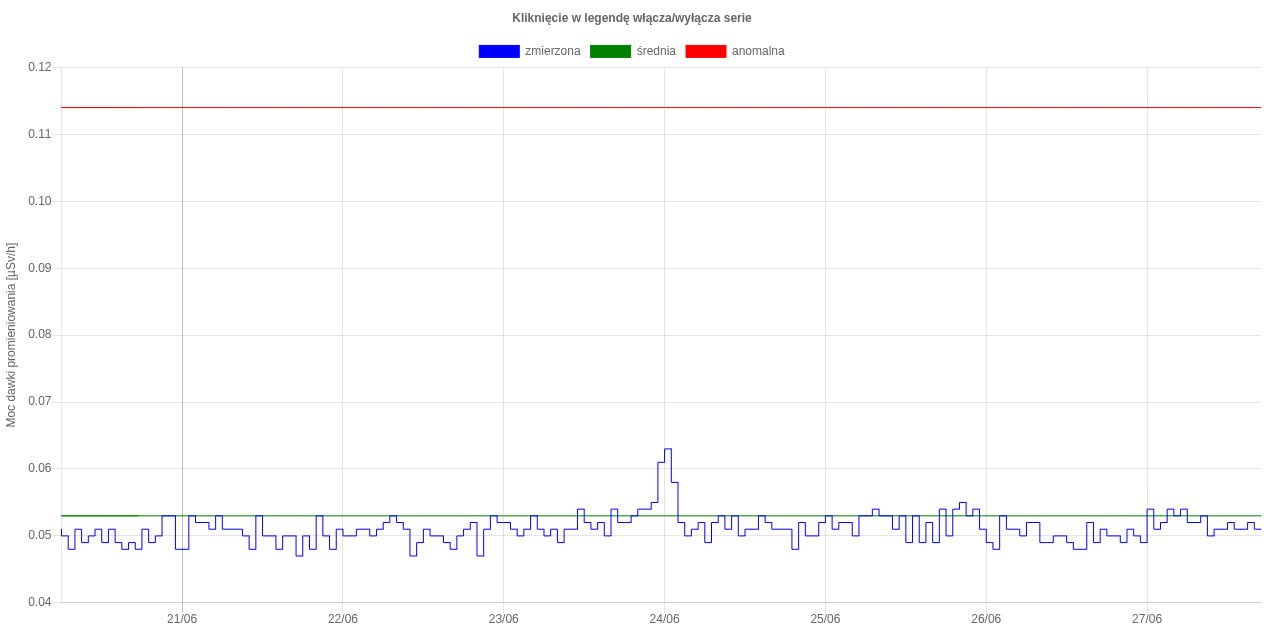 Kliknięcie w legendę włącza/wyłącza serie
zmierzona średnia anomalna
Moc dawki promieniowania [µSv/h]
0.12
0.11
0.10
0.09
0.08
0.07
0.06
0.05
0.04
21/06 22/06 23/06 24/06 25/06 26/06 27/06